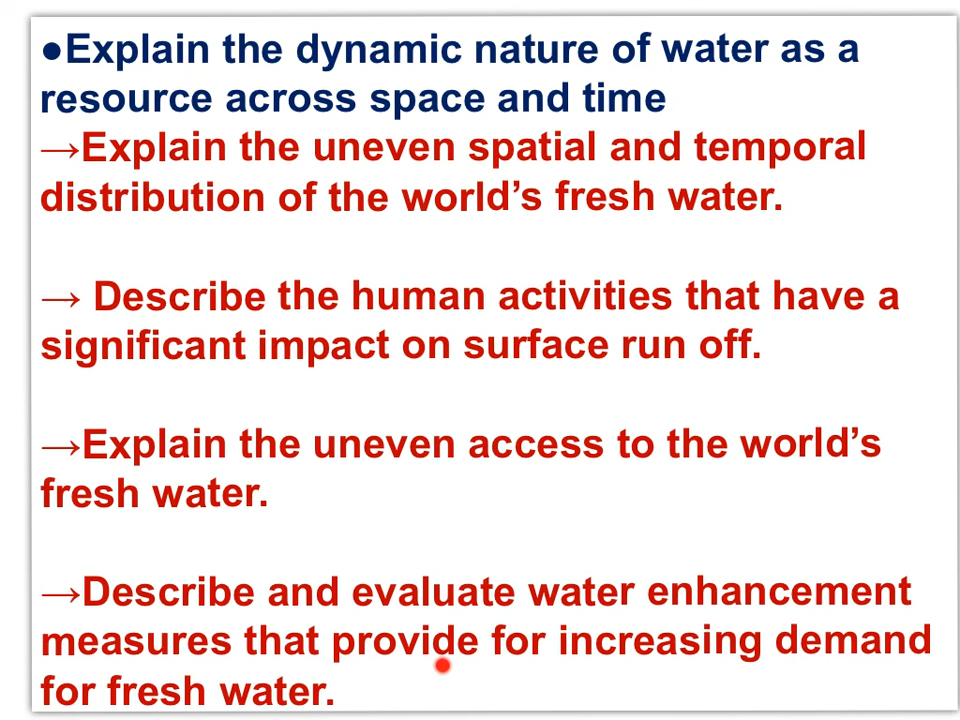 ●Explain the dynamic nature of water as a
resource across space and time
→Explain the uneven spatial and temporal
distribution of the world’s fresh water.
→ Describe the human activities that have a
significant impact on surface run off.
→Explain the uneven access to the world’s
fresh water.
→Describe and evaluate water enhancement
measures that provide for increasing demand
for fresh water.